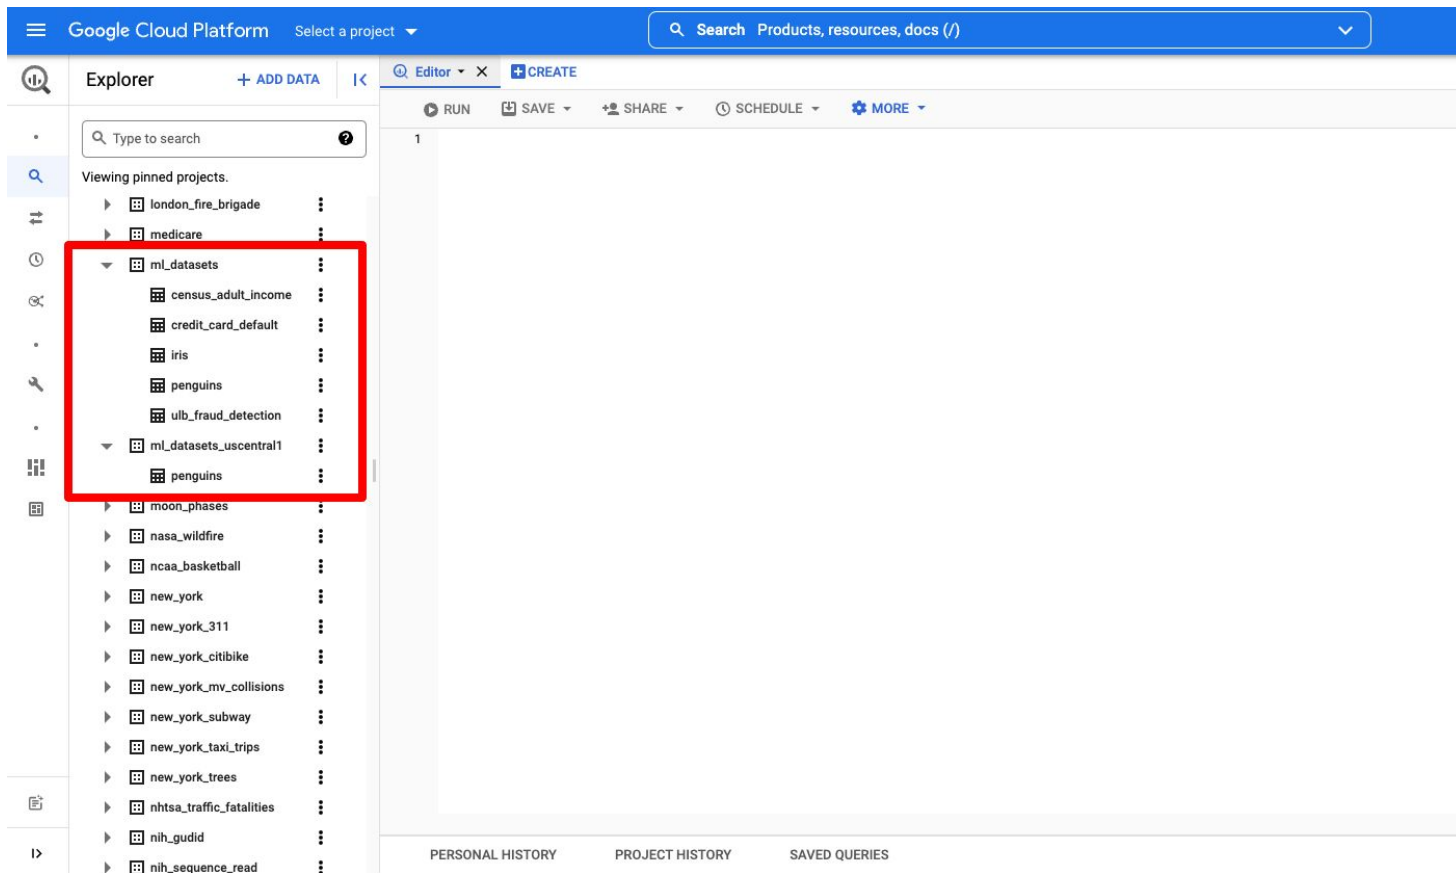 Google Cloud Platform Select a project
Search Products, resources, docs (/)
Explorer + ADD DATA
Editor
CREATE
RUN SAVE SHARE SCHEDULE MORE
Type to search
1
Viewing pinned projects.
london_fire_brigade
medicare
ml_datasets
census_adult_income
credit_card_default
iris
penguins
ulb_fraud_detection
ml_datasets_uscentral1
penguins
moon_phases
nasa_wildfire
ncaa_basketball
new_york
new_york_311
new_york_citibike
new_york_mv_collisions
new_york_subway
new_york_taxi_trips
new_york_trees
nhtsa_traffic_fatalities
nih_gudid
nih_sequence_read
PERSONAL HISTORY PROJECT HISTORY SAVED QUERIES